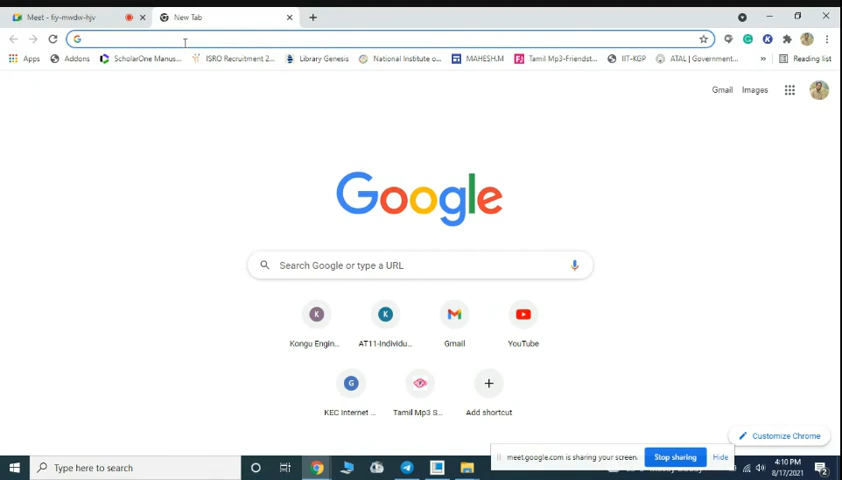 Meet - fiy-mwdw-hjv
New Tab
Apps Addons ScholarOne Manus... ISRO Recruitment 2... Library Genesis National Institute o... MAHESH.M Tamil Mp3-Friendst... IIT-KGP ATAL | Government... » Reading list
Gmail Images
Google
Search Google or type a URL
K K
Kongu Engin... AT11-Individu... Gmail YouTube
G
KEC Internet ... Tamil Mp3 S... Add shortcut
Customize Chrome
meet.google.com is sharing your screen. Stop sharing Hide
Type here to search
4:10 PM
8/17/2021
2